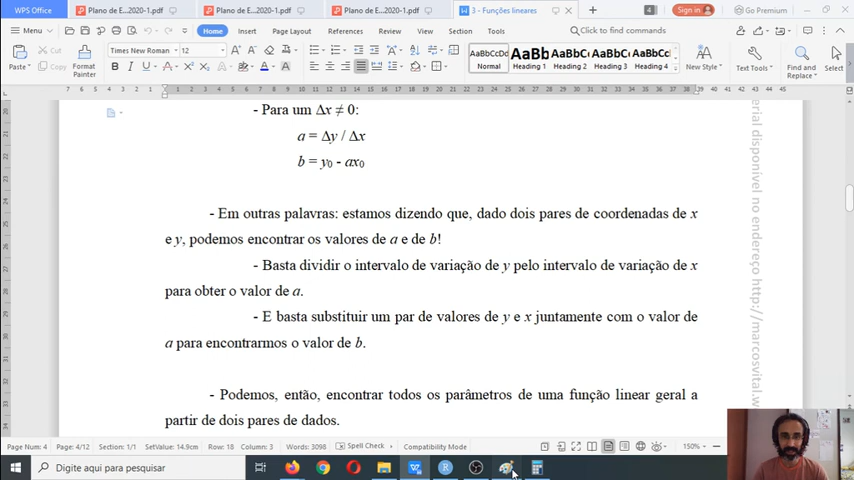 WPS Office
Plano de E...2020-1.pdf
Plano de E...2020-1.pdf
Plano de E...2020-1.pdf
3 - Funções lineares
4
Sign in
Go Premium
Menu
Home
Insert
Page Layout
References
Review
View
Section
Tools
Click to find commands
Paste
Cut
Copy
Format Painter
Times New Roman
12
AaBbCcDd
AaBb(
AaBbC(
AaBbC(
AaBbCc
Normal
Heading 1
Heading 2
Heading 3
Heading 4
New Style
Text Tools
Find and Replace
Select
- Para um Δx ≠ 0:
a = Δy / Δx
b = y₀ - ax₀
- Em outras palavras: estamos dizendo que, dado dois pares de coordenadas de x
e y, podemos encontrar os valores de a e de b!
- Basta dividir o intervalo de variação de y pelo intervalo de variação de x
para obter o valor de a.
- E basta substituir um par de valores de y e x juntamente com o valor de
a para encontrarmos o valor de b.
- Podemos, então, encontrar todos os parâmetros de uma função linear geral a
partir de dois pares de dados.
erial disponível no endereço http://marcosvital.w
Page Num: 4
Page: 4/12
Section: 1/1
SetValue: 14.9cm
Row: 18
Column: 3
Words: 3098
Spell Check
Compatibility Mode
150%
Digite aqui para pesquisar